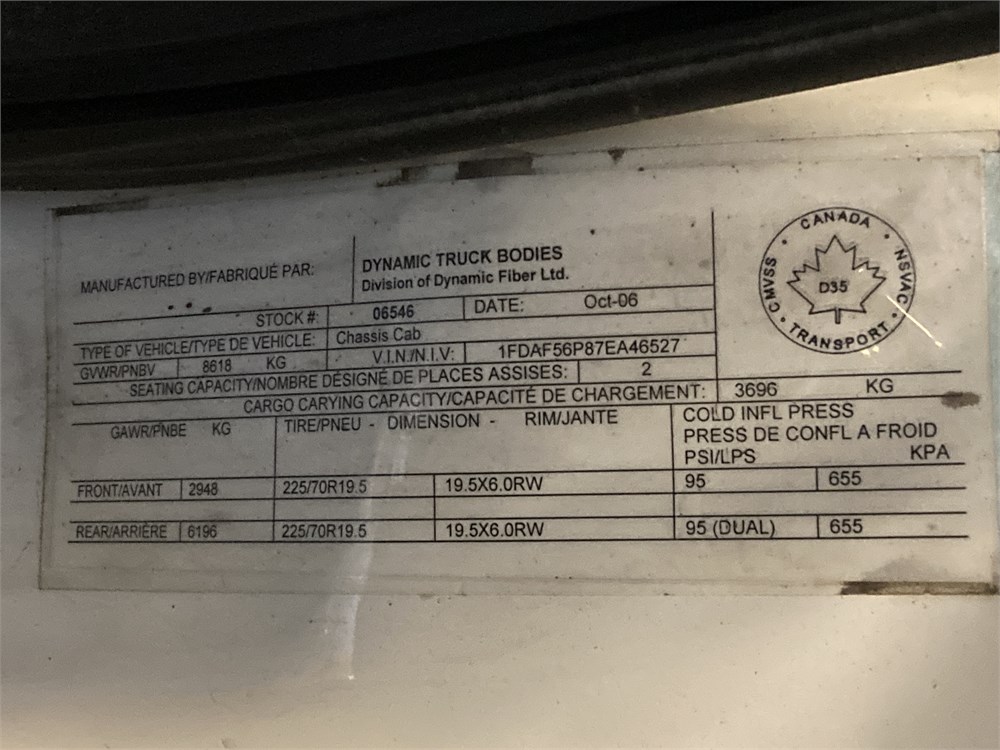 MANUFACTURED BY/FABRIQUÉ PAR: DYNAMIC TRUCK BODIES
Division of Dynamic Fiber Ltd.
CANADA
CMVSS NSVAC
D35
TRANSPORT
STOCK #: 06546 DATE: Oct-06
TYPE OF VEHICLE/TYPE DE VEHICLE: Chassis Cab
GVWR/PNBV 8618 KG V.I.N./N.I.V: 1FDAF56P87EA46527
SEATING CAPACITY/NOMBRE DÉSIGNÉ DE PLACES ASSISES: 2
CARGO CARYING CAPACITY/CAPACITÉ DE CHARGEMENT: 3696 KG
GAWR/PNBE KG TIRE/PNEU - DIMENSION - RIM/JANTE COLD INFL PRESS
PRESS DE CONFL A FROID
PSI/LPS KPA
FRONT/AVANT 2948 225/70R19.5 19.5X6.0RW 95 655
REAR/ARRIÈRE 6196 225/70R19.5 19.5X6.0RW 95 (DUAL) 655